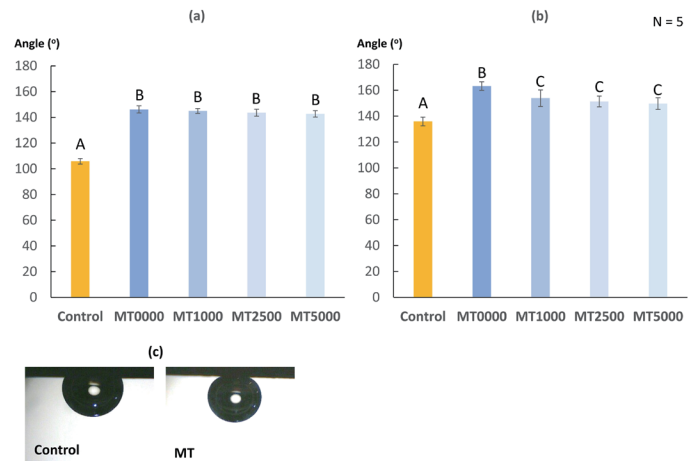 (a)
Angle (º)
180
160
140
120
100
80
60
40
20
0
A
B
B
B
B
Control MT0000 MT1000 MT2500 MT5000
(b)
N = 5
Angle (º)
180
160
140
120
100
80
60
40
20
0
A
B
C
C
C
Control MT0000 MT1000 MT2500 MT5000
(c)
Control
MT